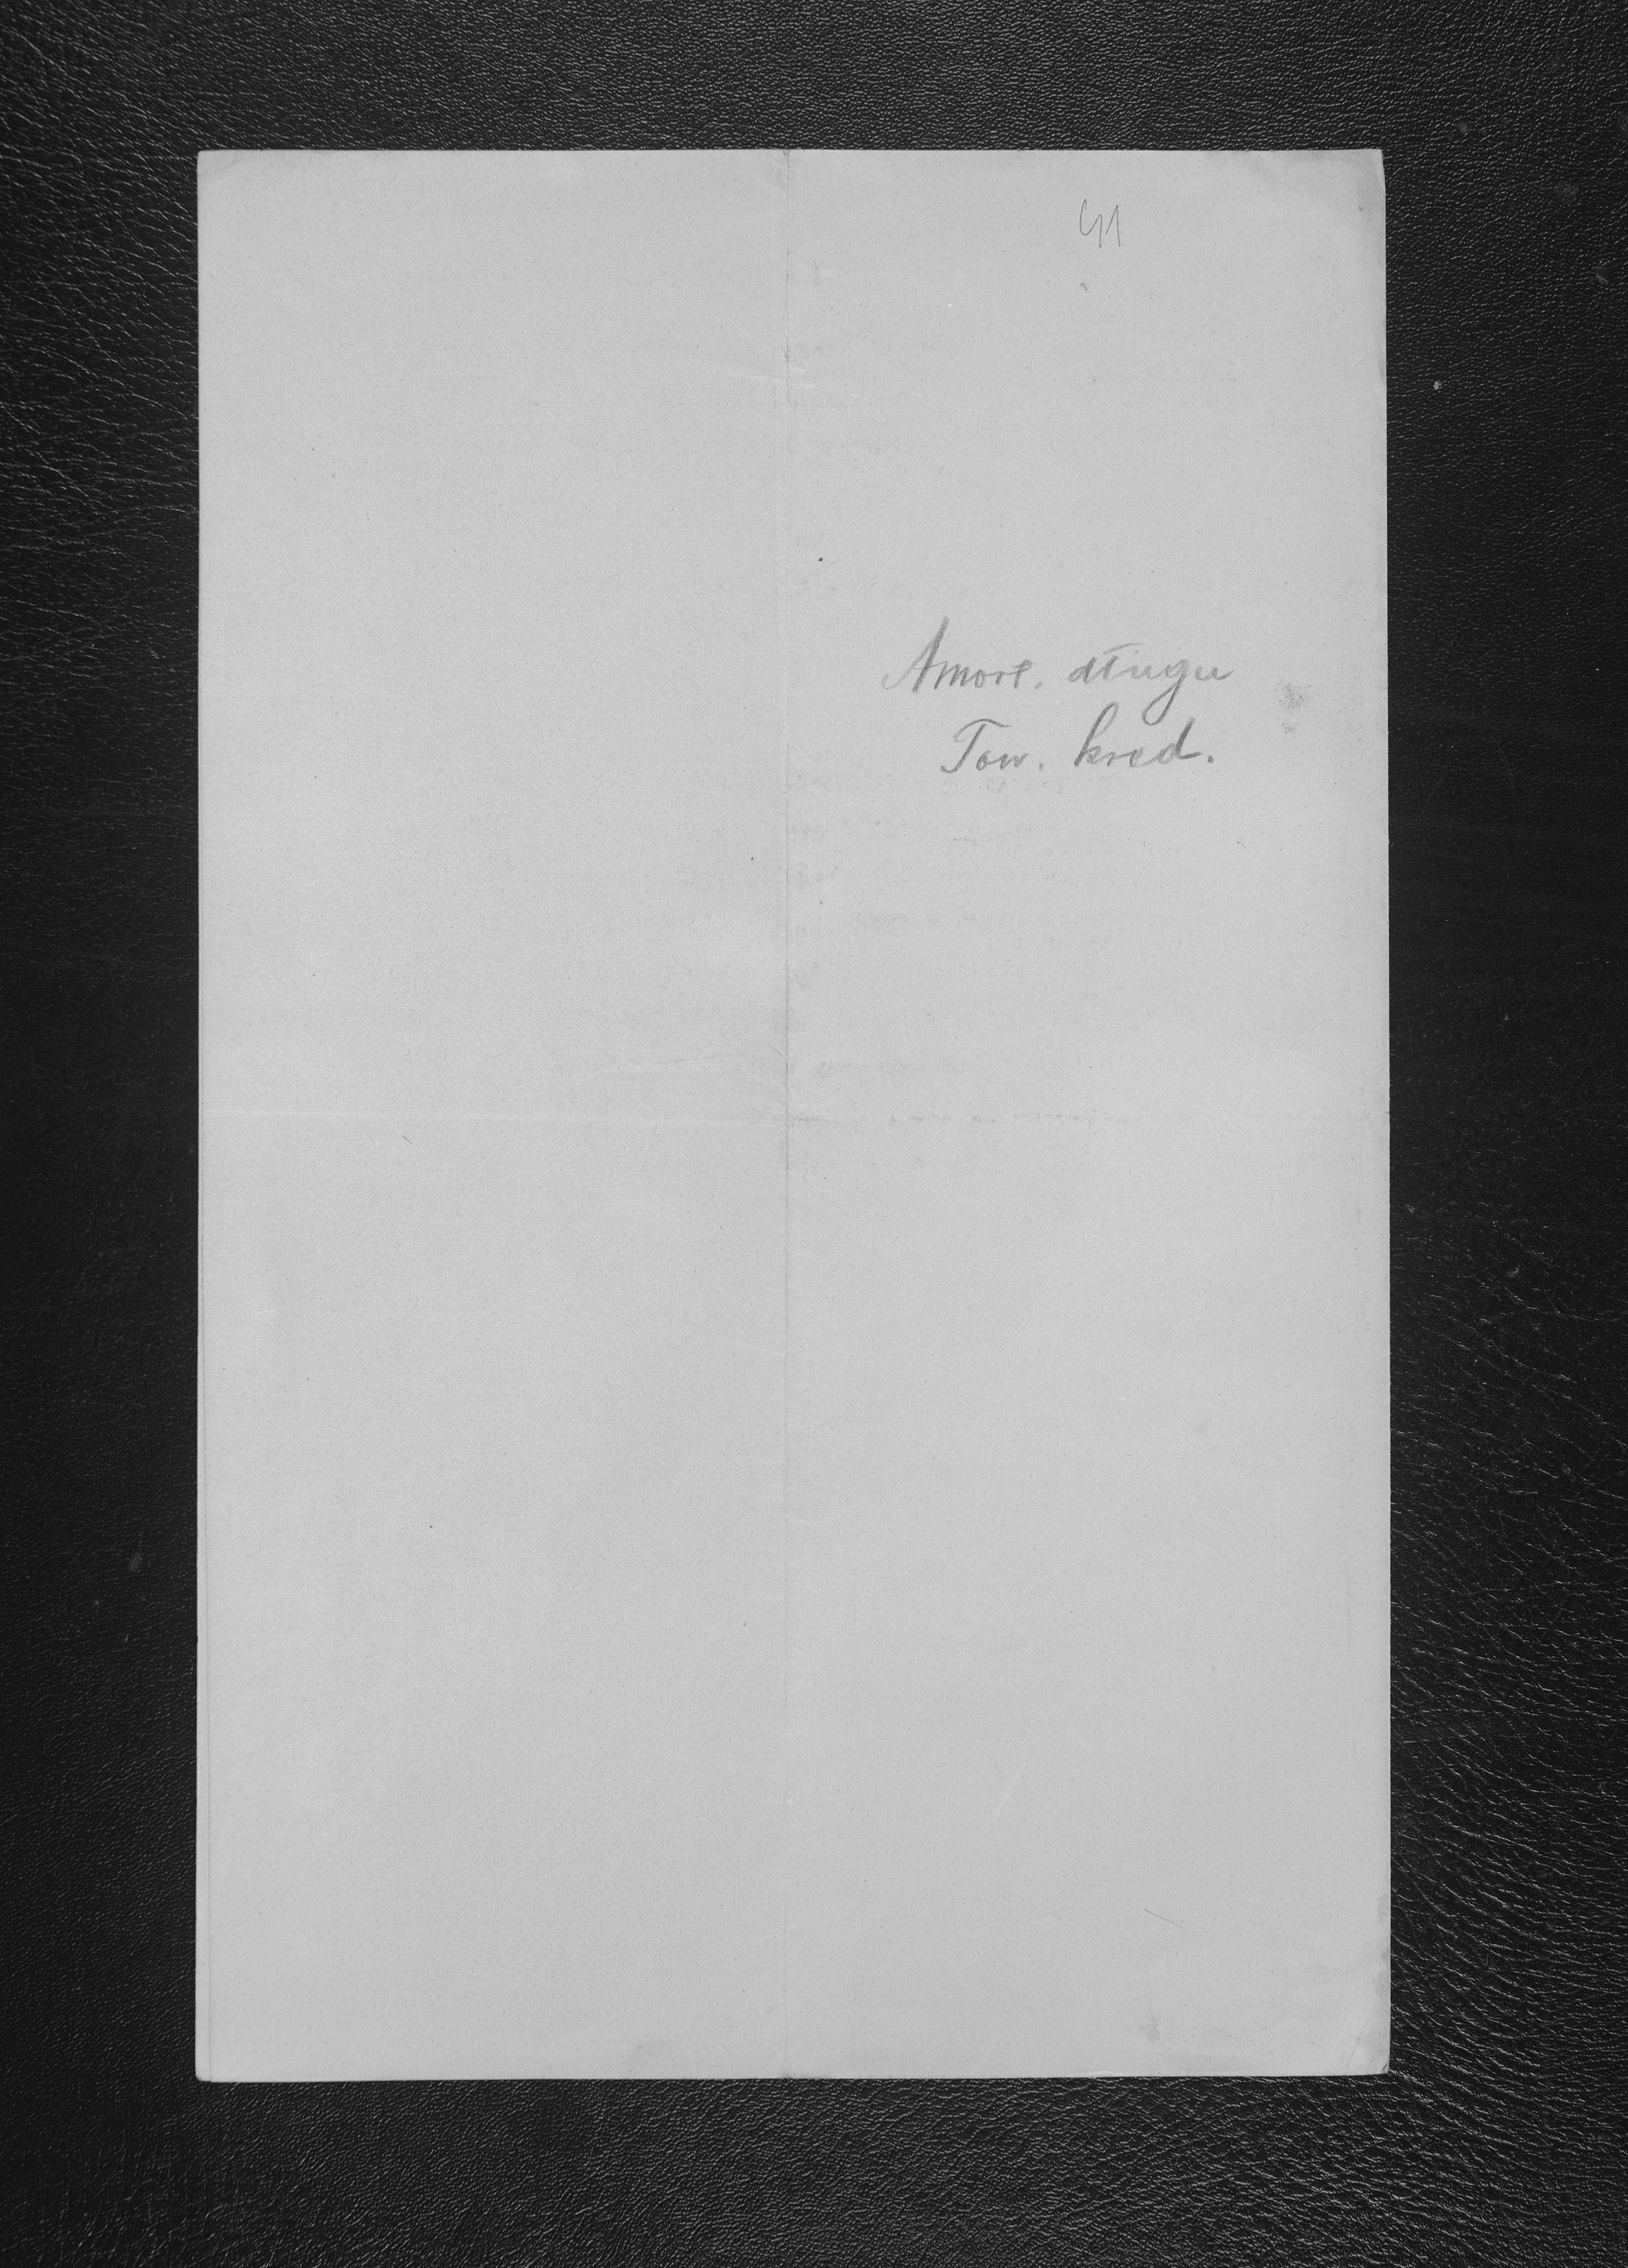 41
Amort. długu
Tow. kred.